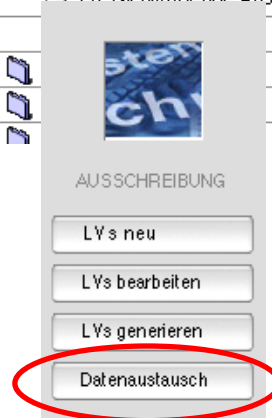 AUSSCHREIBUNG
LVs neu
LVs bearbeiten
LVs generieren
Datenaustausch